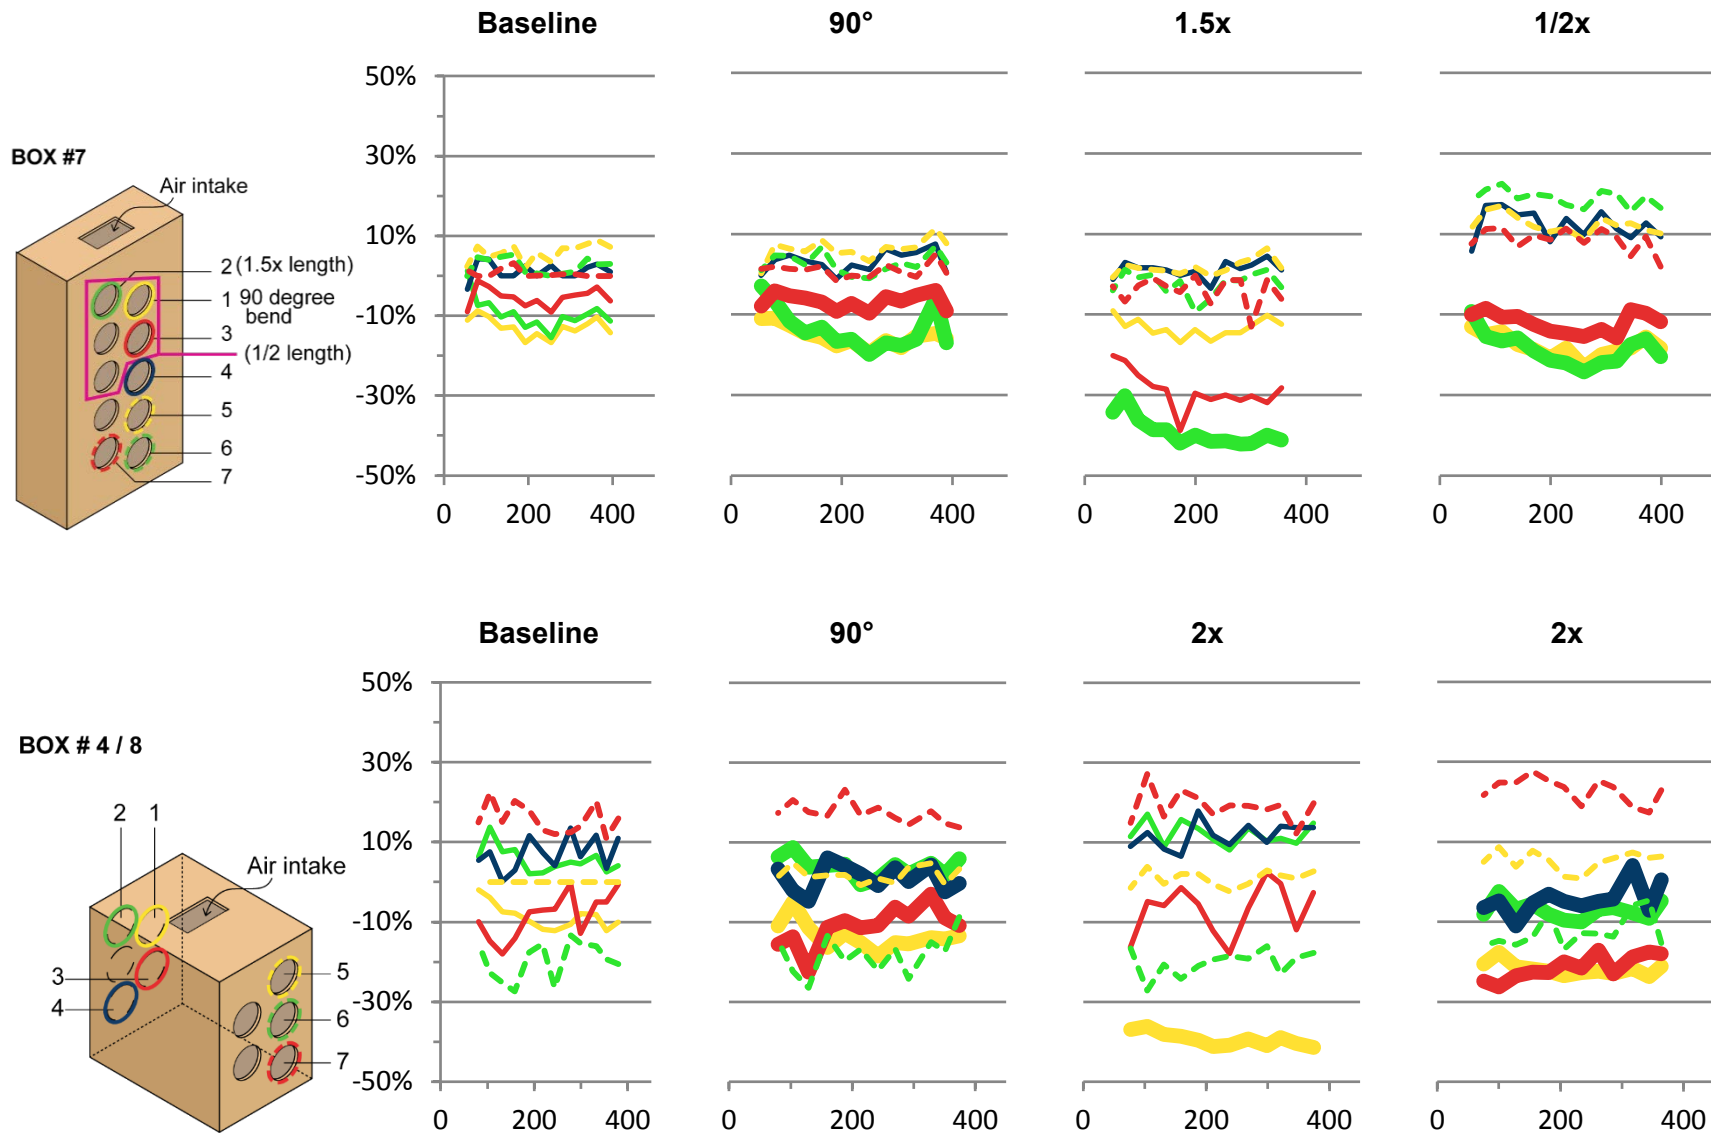 Baseline 90° 1.5x 1/2x
50%
30%
10%
-10%
-30%
-50%
0 200 400 0 200 400 0 200 400 0 200 400
BOX #7
Air intake
2 (1.5x length)
1 90 degree
bend
3
(1/2 length)
4
5
6
7
Baseline 90° 2x 2x
50%
30%
10%
-10%
-30%
-50%
0 200 400 0 200 400 0 200 400 0 200 400
BOX # 4 / 8
2 1
Air intake
3
4
5
6
7